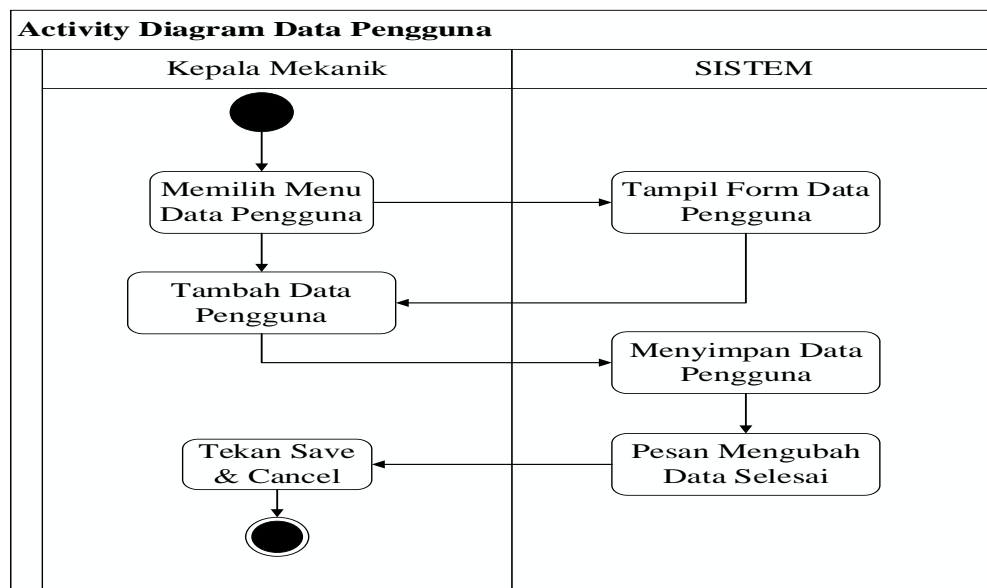 Activity Diagram Data Pengguna
Kepala Mekanik
SISTEM
Memilih Menu
Data Pengguna
Tampil Form Data
Pengguna
Tambah Data
Pengguna
Menyimpan Data
Pengguna
Tekan Save
& Cancel
Pesan Mengubah
Data Selesai